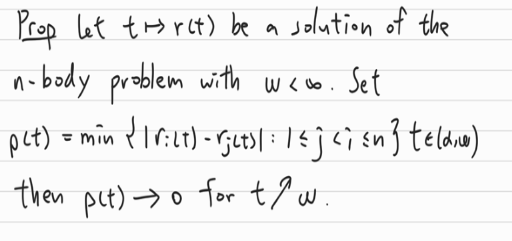 Prop let t ↦ r(t) be a solution of the
n-body problem with w < ∞. Set
ρ(t) = min { |ri(t) - rj(t)| : 1 ≤ j < i ≤ n } t ∈ (α,ω)
then ρ(t) → 0 for t ↗ w.